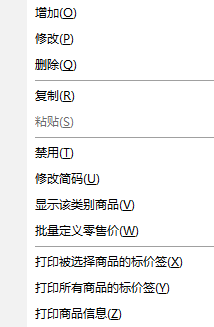 增加(O)
修改(P)
删除(Q)
复制(R)
粘贴(S)
禁用(T)
修改简码(U)
显示该类别商品(V)
批量定义零售价(W)
打印被选择商品的标价签(X)
打印所有商品的标价签(Y)
打印商品信息(Z)